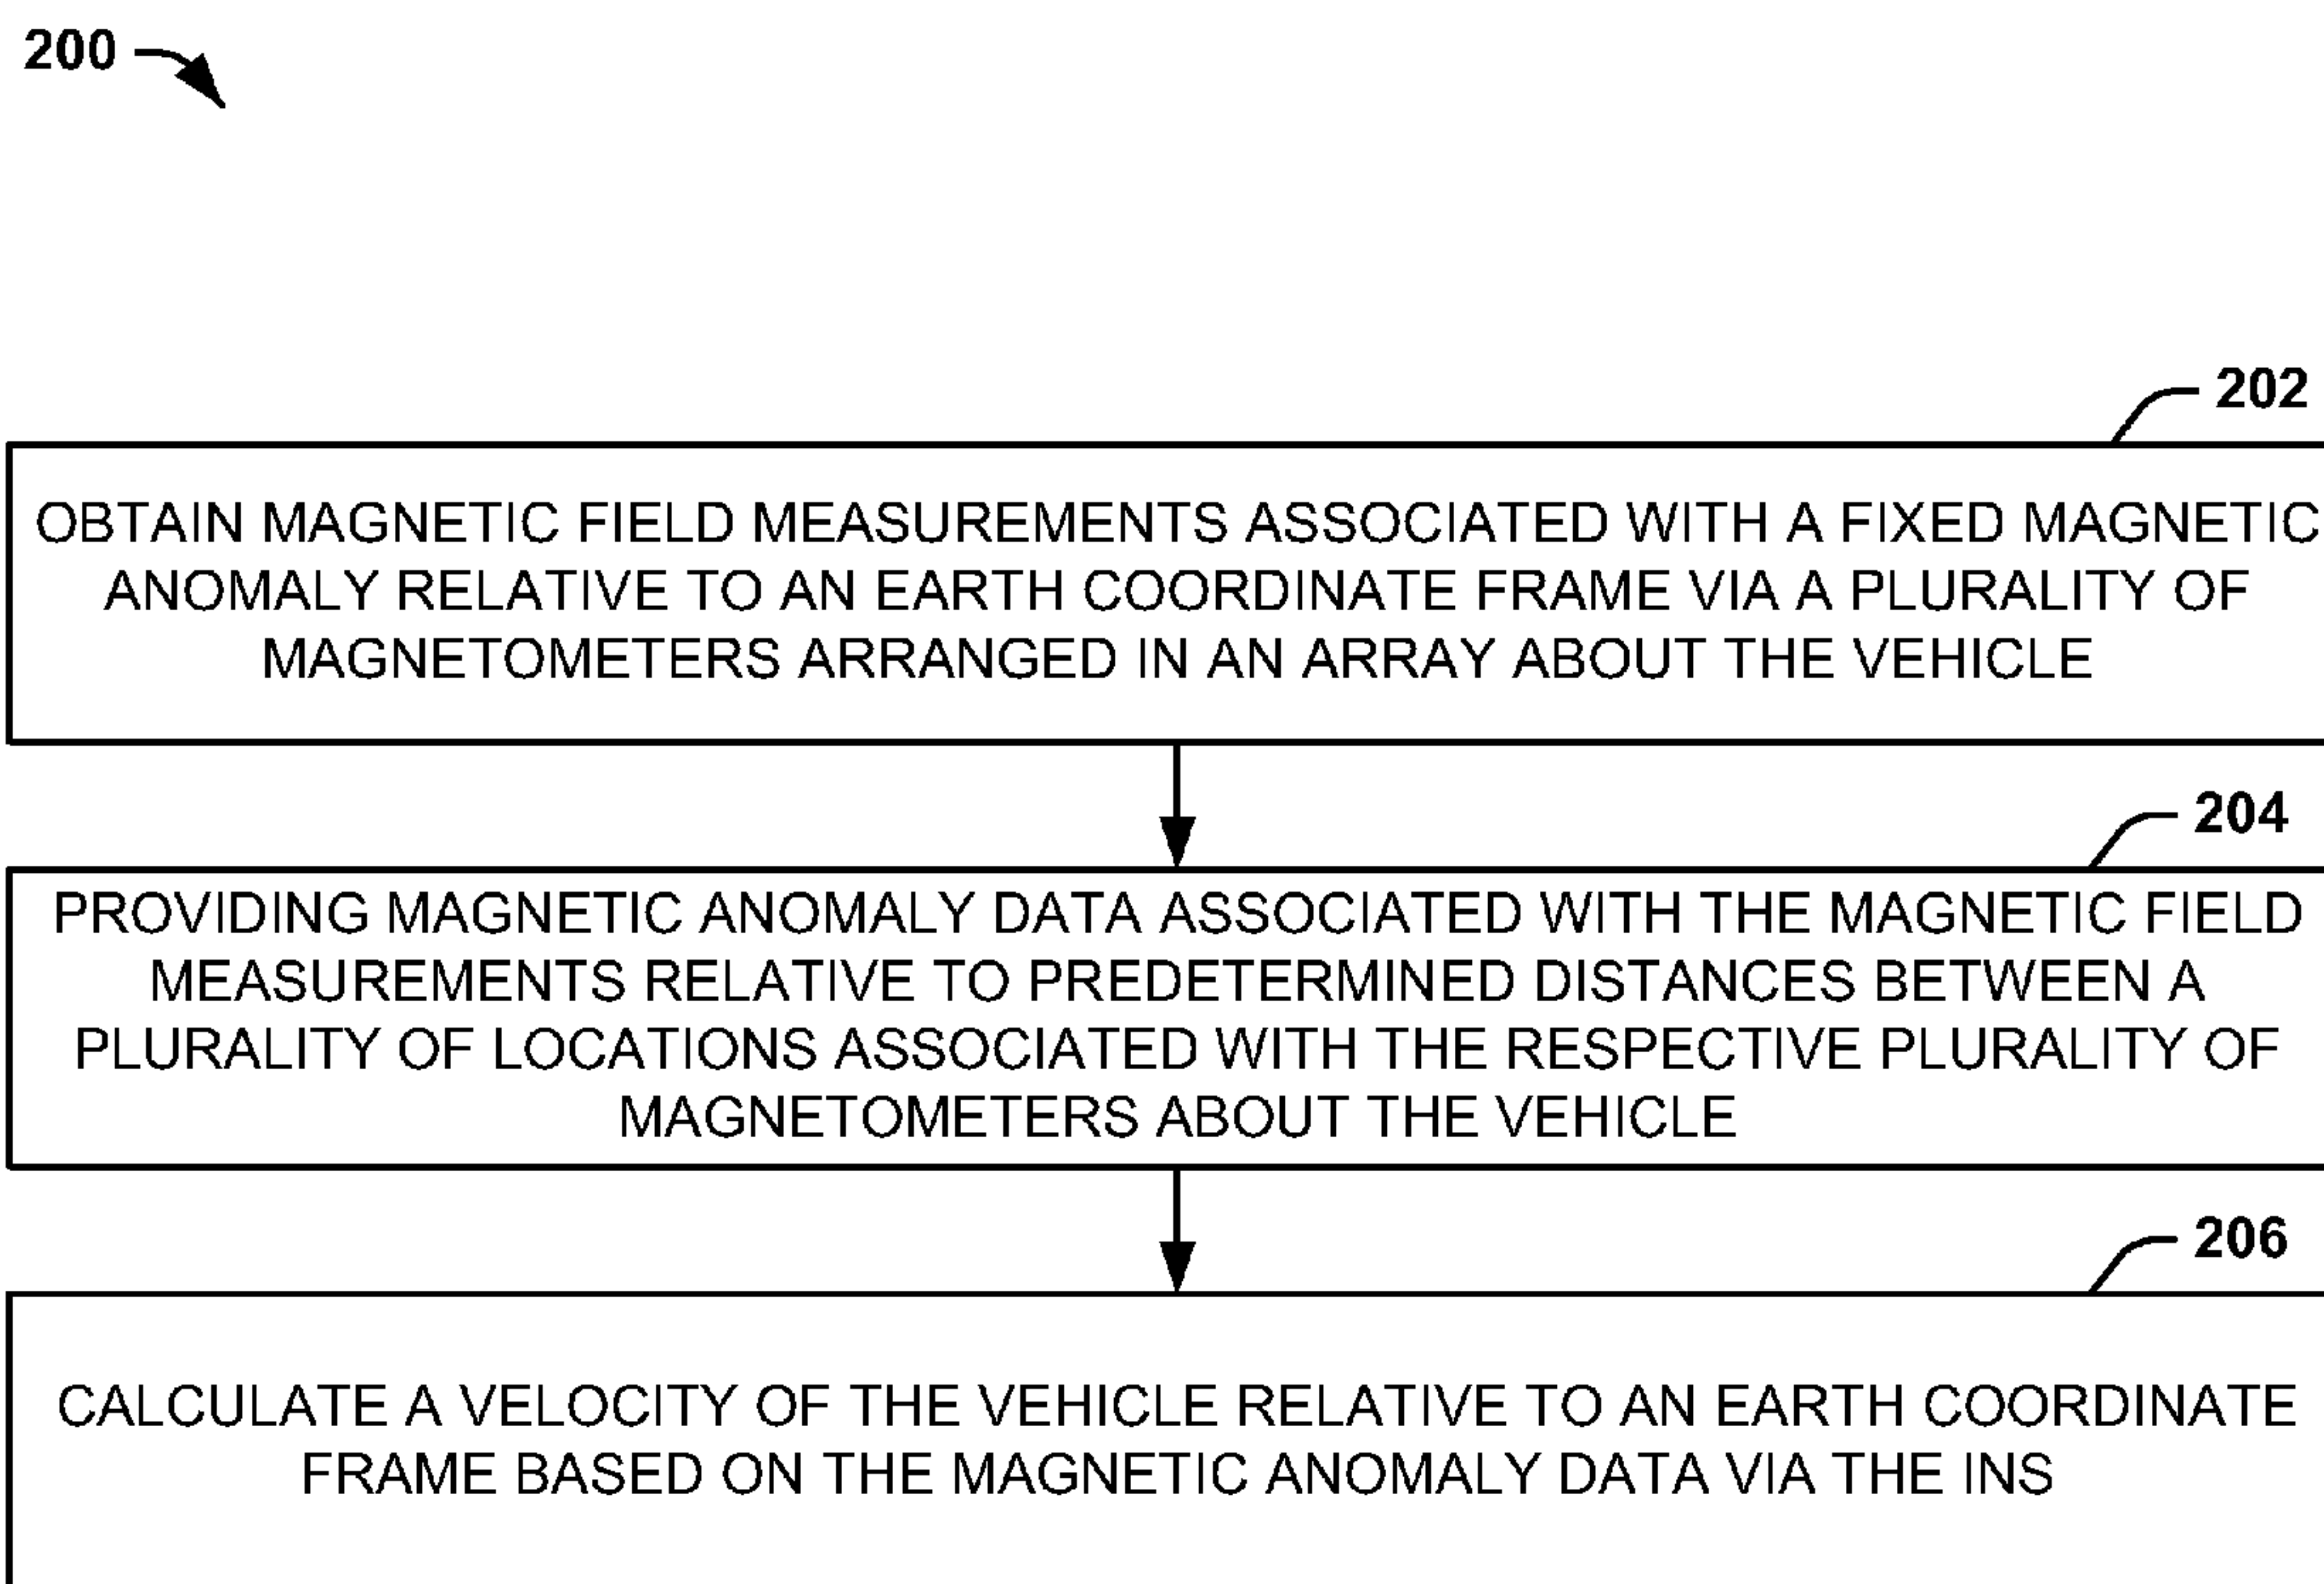 200
202
OBTAIN MAGNETIC FIELD MEASUREMENTS ASSOCIATED WITH A FIXED MAGNETIC
ANOMALY RELATIVE TO AN EARTH COORDINATE FRAME VIA A PLURALITY OF
MAGNETOMETERS ARRANGED IN AN ARRAY ABOUT THE VEHICLE
204
PROVIDING MAGNETIC ANOMALY DATA ASSOCIATED WITH THE MAGNETIC FIELD
MEASUREMENTS RELATIVE TO PREDETERMINED DISTANCES BETWEEN A
PLURALITY OF LOCATIONS ASSOCIATED WITH THE RESPECTIVE PLURALITY OF
MAGNETOMETERS ABOUT THE VEHICLE
206
CALCULATE A VELOCITY OF THE VEHICLE RELATIVE TO AN EARTH COORDINATE
FRAME BASED ON THE MAGNETIC ANOMALY DATA VIA THE INS